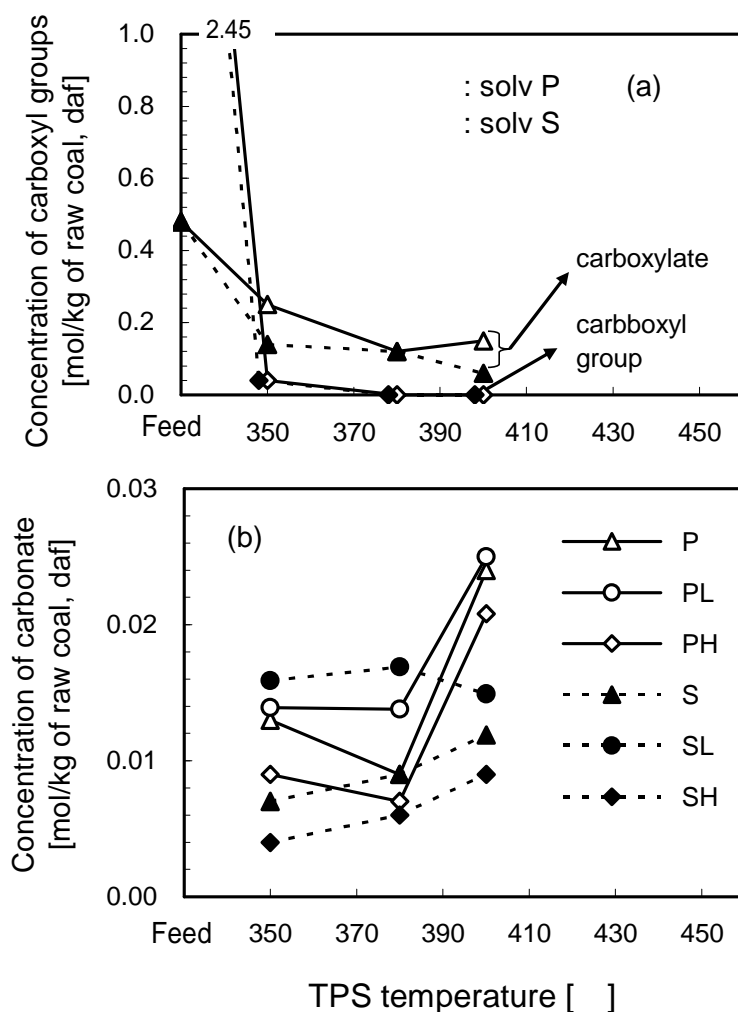 2.45
1.0
0.8
0.6
0.4
0.2
0.0
Concentration of carboxyl groups
[mol/kg of raw coal, daf]
: solv P (a)
: solv S
carboxylate
carbboxyl
group
Feed 350 370 390 410 430 450
0.03
0.02
0.01
0.00
Concentration of carbonate
[mol/kg of raw coal, daf]
(b)
P
PL
PH
S
SL
SH
Feed 350 370 390 410 430 450
TPS temperature [ ]